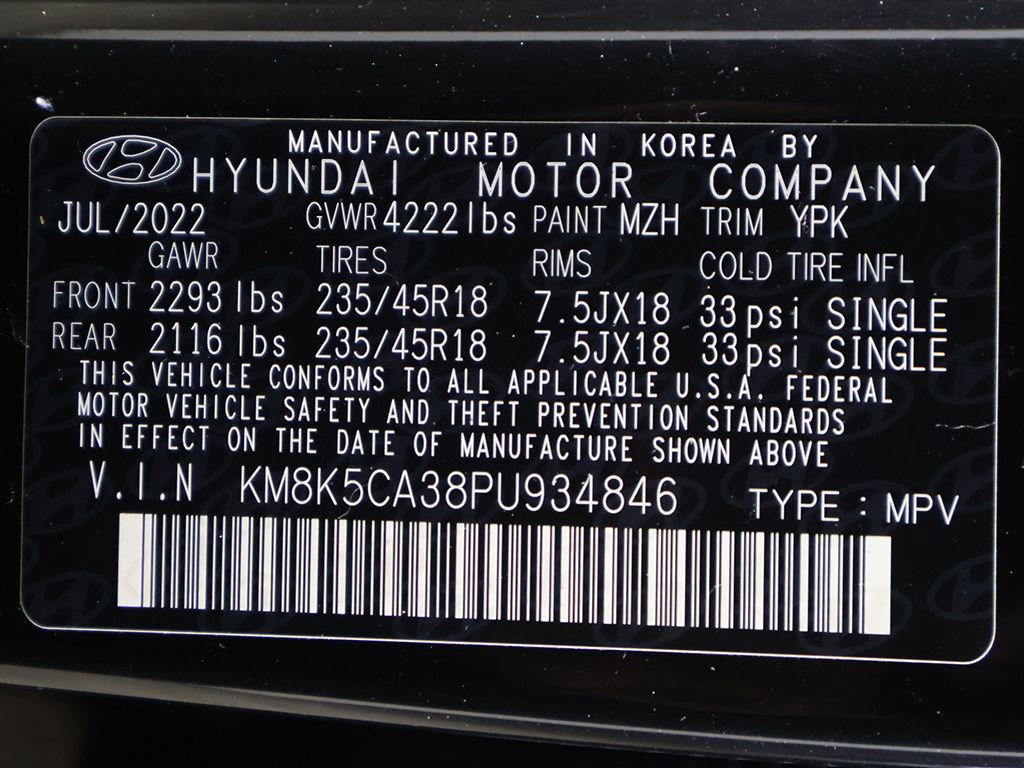 MANUFACTURED IN KOREA BY
HYUNDAI MOTOR COMPANY
JUL/2022 GVWR 4222lbs PAINT MZH TRIM YPK
GAWR TIRES RIMS COLD TIRE INFL
FRONT 2293 lbs 235/45R18 7.5JX18 33psi SINGLE
REAR 2116 lbs 235/45R18 7.5JX18 33psi SINGLE
THIS VEHICLE CONFORMS TO ALL APPLICABLE U.S.A. FEDERAL
MOTOR VEHICLE SAFETY AND THEFT PREVENTION STANDARDS
IN EFFECT ON THE DATE OF MANUFACTURE SHOWN ABOVE
V.I.N KM8K5CA38PU934846 TYPE : MPV